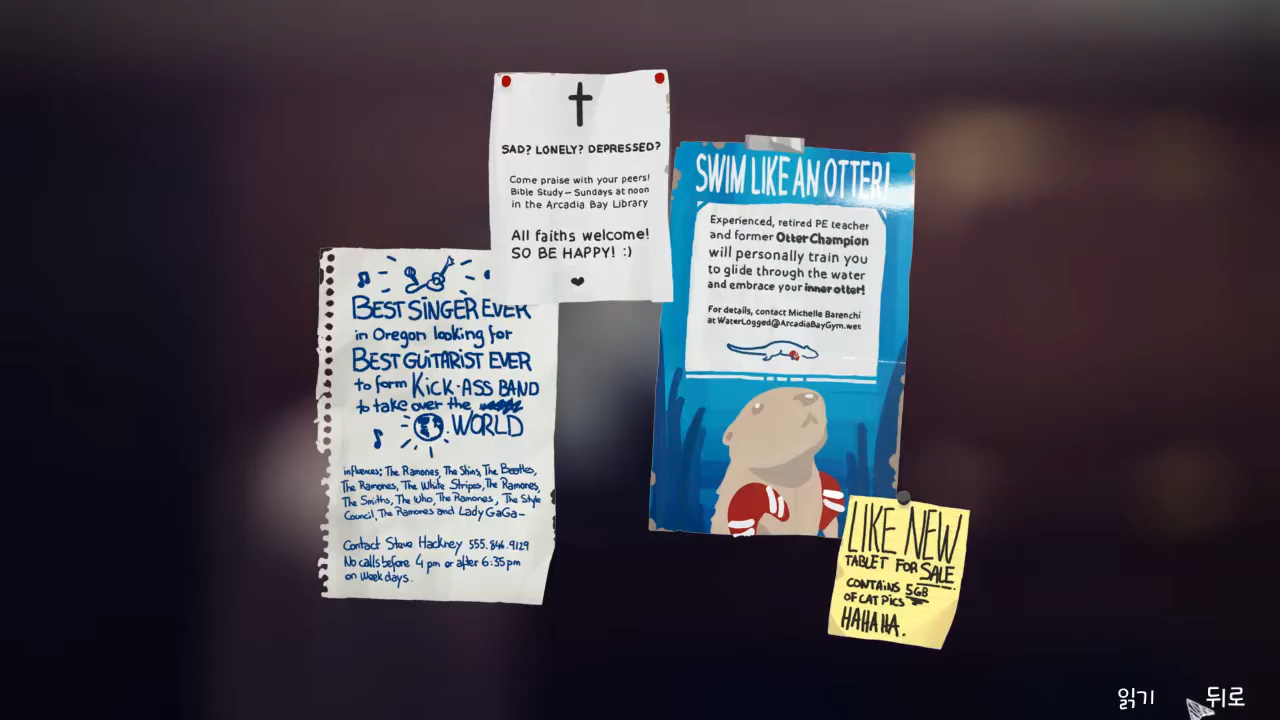 SAD? LONELY? DEPRESSED?
Come praise with your peers!
Bible Study – Sundays at noon
in the Arcadia Bay Library
All faiths welcome!
SO BE HAPPY! :)
SWIM LIKE AN OTTER!
Experienced, retired PE teacher
and former Otter Champion
will personally train you
to glide through the water
and embrace your inner otter!
For details, contact Michelle Barenchi
at WaterLogged@ArcadiaBayGym.wet
BEST SINGER EVER
in Oregon looking for
BEST GUITARIST EVER
to form KICK-ASS BAND
to take over the
WORLD
influences: The Ramones, The Shins, The Beatles,
The Ramones, The White Stripes, The Ramones,
The Smiths, The Who, The Ramones, The Style
Council, The Ramones and Lady GaGa–
Contact Steve Hackney 555.846.9129
No calls before 4 pm or after 6:35 pm
on weekdays.
LIKE NEW
TABLET FOR SALE.
CONTAINS 5GB
OF CAT PICS
HAHAHA.
읽기
뒤로